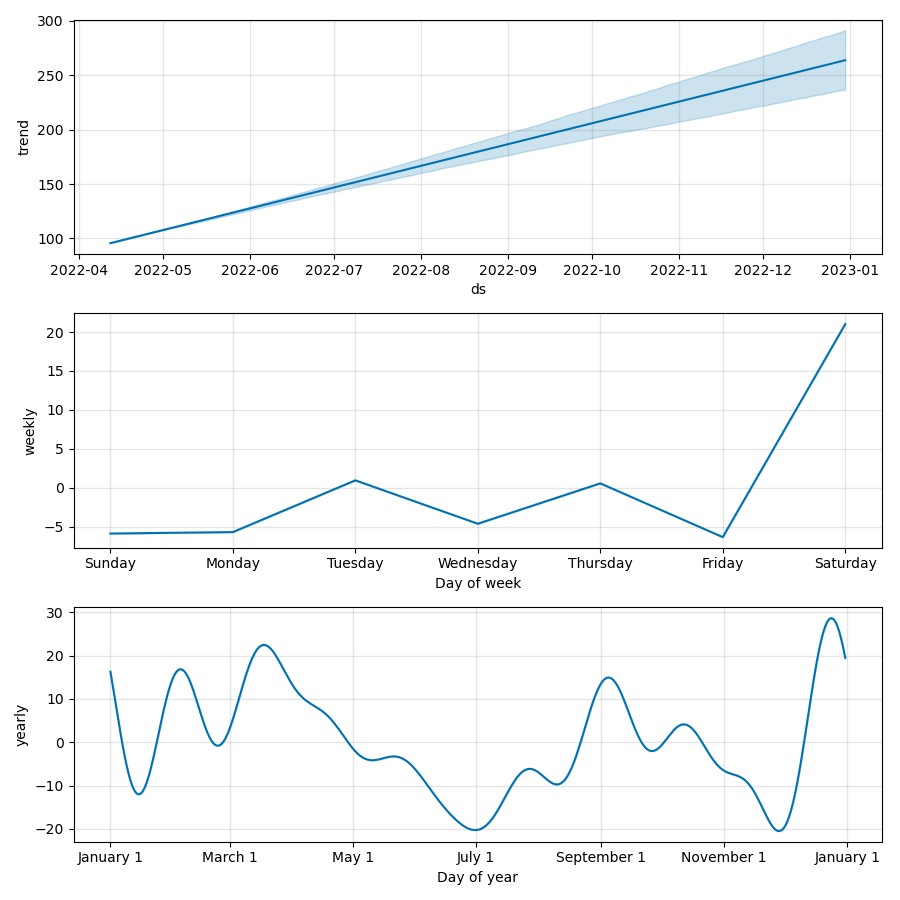 300
250
200
150
100
trend
2022-04 2022-05 2022-06 2022-07 2022-08 2022-09 2022-10 2022-11 2022-12 2023-01
ds
20
15
10
5
0
−5
weekly
Sunday Monday Tuesday Wednesday Thursday Friday Saturday
Day of week
30
20
10
0
−10
−20
yearly
January 1 March 1 May 1 July 1 September 1 November 1 January 1
Day of year